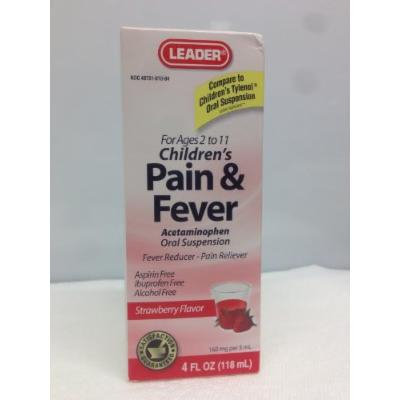 LEADER®
Compare to
Children's Tylenol®
Oral Suspension
For Ages 2 to 11
Children's
Pain &
Fever
Acetaminophen
Oral Suspension
Fever Reducer - Pain Reliever
Aspirin Free
Ibuprofen Free
Alcohol Free
Strawberry Flavor
SATISFACTION
GUARANTEED
160 mg per 5 mL
4 FL OZ (118 mL)